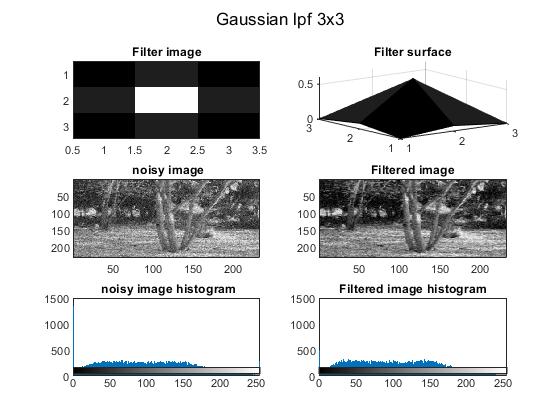 Gaussian lpf 3x3
Filter image
1
2
3
0.5 1 1.5 2 2.5 3 3.5
Filter surface
0.5
0
3 2 1 1 2 3
noisy image
50
100
150
200
50 100 150 200
Filtered image
50
100
150
200
50 100 150 200
noisy image histogram
1500
1000
500
0
0 50 100 150 200 250
Filtered image histogram
1500
1000
500
0
0 50 100 150 200 250